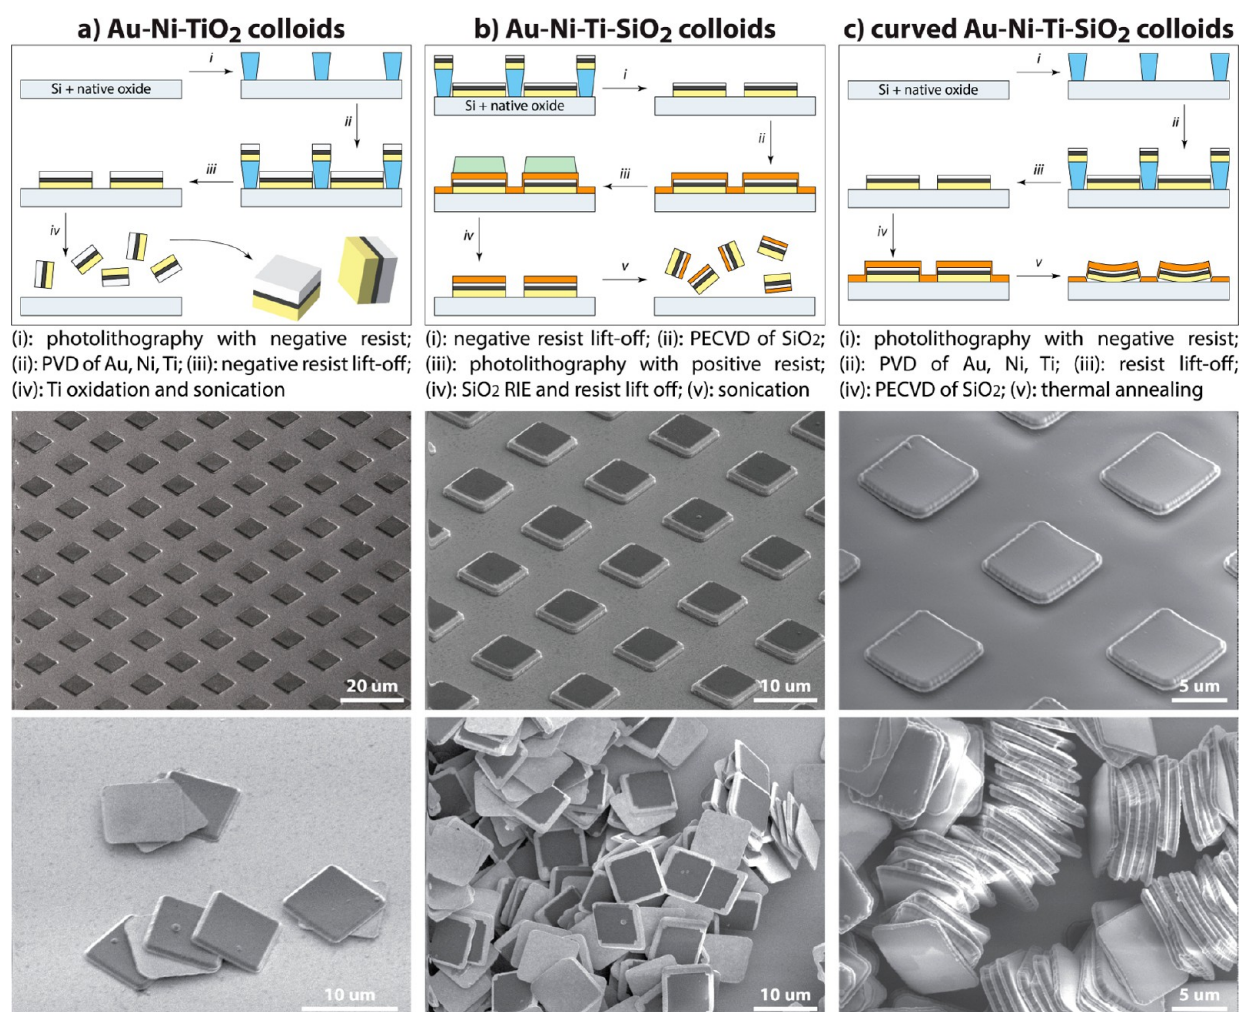 a) Au-Ni-TiO2 colloids
i
Si + native oxide
ii
iii
iv
(i): photolithography with negative resist;
(ii): PVD of Au, Ni, Ti; (iii): negative resist lift-off;
(iv): Ti oxidation and sonication
20 um
10 um
b) Au-Ni-Ti-SiO2 colloids
i
Si + native oxide
ii
iii
iv
v
(i): negative resist lift-off; (ii): PECVD of SiO2;
(iii): photolithography with positive resist;
(iv): SiO2 RIE and resist lift off; (v): sonication
10 um
10 um
c) curved Au-Ni-Ti-SiO2 colloids
i
Si + native oxide
ii
iii
iv
v
(i): photolithography with negative resist;
(ii): PVD of Au, Ni, Ti; (iii): resist lift-off;
(iv): PECVD of SiO2; (v): thermal annealing
5 um
5 um